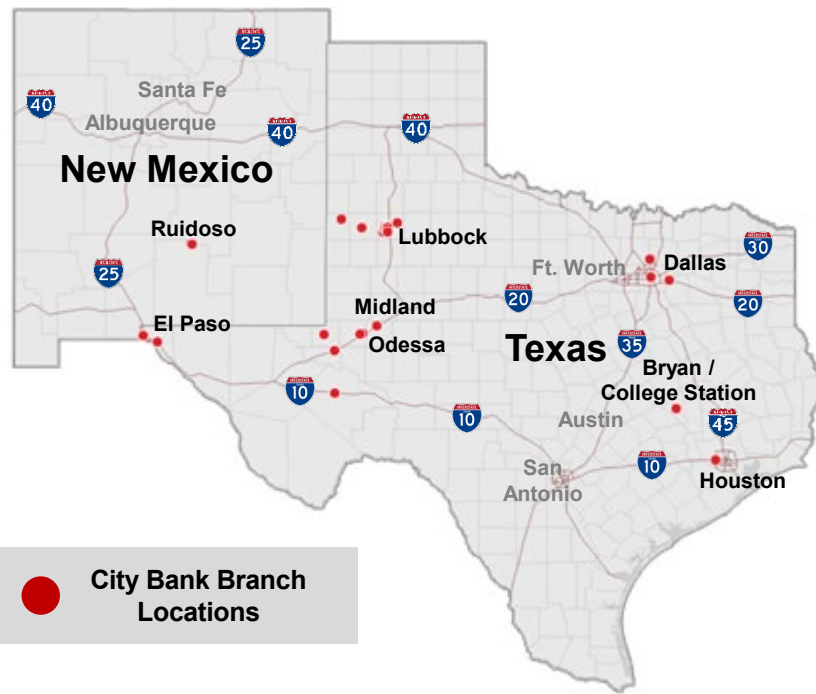 25
Santa Fe
40
Albuquerque
40
40
New Mexico
Ruidoso
Lubbock
30
Ft. Worth
Dallas
25
20
20
Midland
El Paso
Odessa
Texas
35
Bryan /
College Station
10
10
Austin
45
10
San
Antonio
Houston
City Bank Branch
Locations